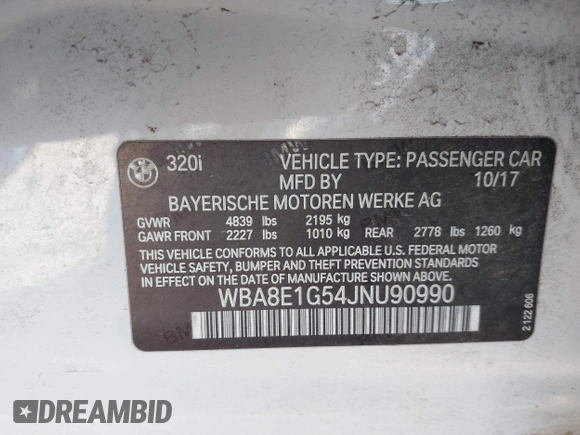 320i VEHICLE TYPE: PASSENGER CAR
MFD BY 10/17
BAYERISCHE MOTOREN WERKE AG
GVWR 4839 lbs 2195 kg
GAWR FRONT 2227 lbs 1010 kg REAR 2778 lbs 1260 kg
THIS VEHICLE CONFORMS TO ALL APPLICABLE U.S. FEDERAL MOTOR
VEHICLE SAFETY, BUMPER AND THEFT PREVENTION STANDARDS
IN EFFECT ON THE DATE OF MANUFACTURE SHOWN ABOVE.
WBA8E1G54JNU90990
2 122 606
DREAMBID